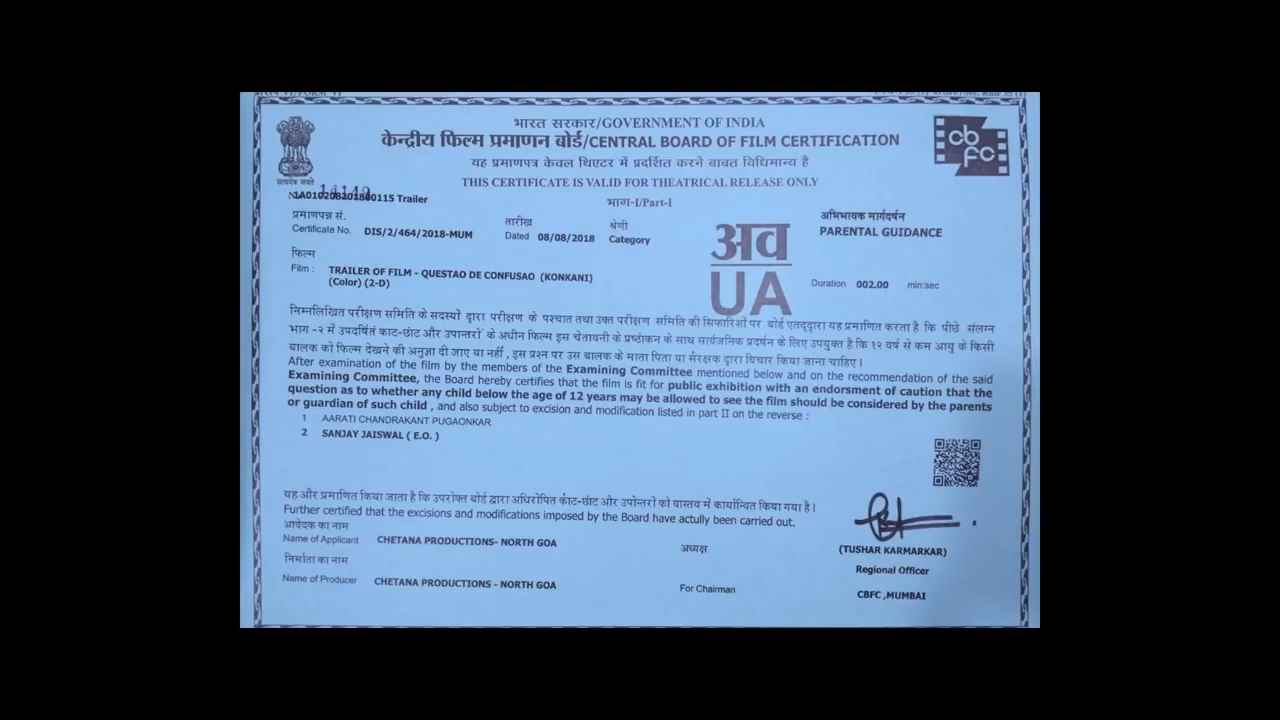 भारत सरकार/GOVERNMENT OF INDIA
केन्द्रीय फिल्म प्रमाणन बोर्ड/CENTRAL BOARD OF FILM CERTIFICATION
cb
fc
यह प्रमाणपत्र केवल थिएटर में प्रदर्शित करने बावत विधिमान्य है
सत्यमेव जयते
THIS CERTIFICATE IS VALID FOR THEATRICAL RELEASE ONLY
14149
1A010208201800115 Trailer
भाग-I/Part-I
प्रमाणपत्र सं. तारीख श्रेणी अव अभिभावक मार्गदर्शन
Certificate No. DIS/2/464/2018-MUM Dated 08/08/2018 Category UA PARENTAL GUIDANCE
फिल्म
Film : TRAILER OF FILM - QUESTAO DE CONFUSAO (KONKANI)
(Color) (2-D)
Duration 002.00 min:sec
निम्नलिखित परीक्षण समिति के सदस्यों द्वारा परीक्षण के पश्चात तथा उक्त परीक्षण समिति की सिफारिशों पर बोर्ड एतद्द्वारा यह प्रमाणित करता है कि पीछे संलग्न
भाग -२ में उपदर्षित काट-छांट और उपान्तरों के अधीन फिल्म इस चेतावनी के प्रष्ठांकन के साथ सार्वजनिक प्रदर्षन के लिए उपयुक्त है कि १२ वर्ष से कम आयु के किसी
बालक को फिल्म देखने की अनुज्ञा दी जाए या नहीं , इस प्रश्न पर उस बालक के माता पिता या संरक्षक द्वारा विचार किया जाना चाहिए ।
After examination of the film by the members of the Examining Committee mentioned below and on the recommendation of the said
Examining Committee, the Board hereby certifies that the film is fit for public exhibition with an endorsment of caution that the
question as to whether any child below the age of 12 years may be allowed to see the film should be considered by the parents
or guardian of such child , and also subject to excision and modification listed in part II on the reverse :
1 AARATI CHANDRAKANT PUGAONKAR
2 SANJAY JAISWAL ( E.O. )
यह और प्रमाणित किया जाता है कि उपरोक्त बोर्ड द्वारा अधिरोपित काट-छांट और उपांन्तरो को वास्तव में कार्यान्वित किया गया है ।
Further certified that the excisions and modifications imposed by the Board have actully been carried out.
आवेदक का नाम
Name of Applicant CHETANA PRODUCTIONS- NORTH GOA
अध्यक्ष
(TUSHAR KARMARKAR)
निर्माता का नाम
Regional Officer
Name of Producer CHETANA PRODUCTIONS - NORTH GOA
For Chairman
CBFC ,MUMBAI